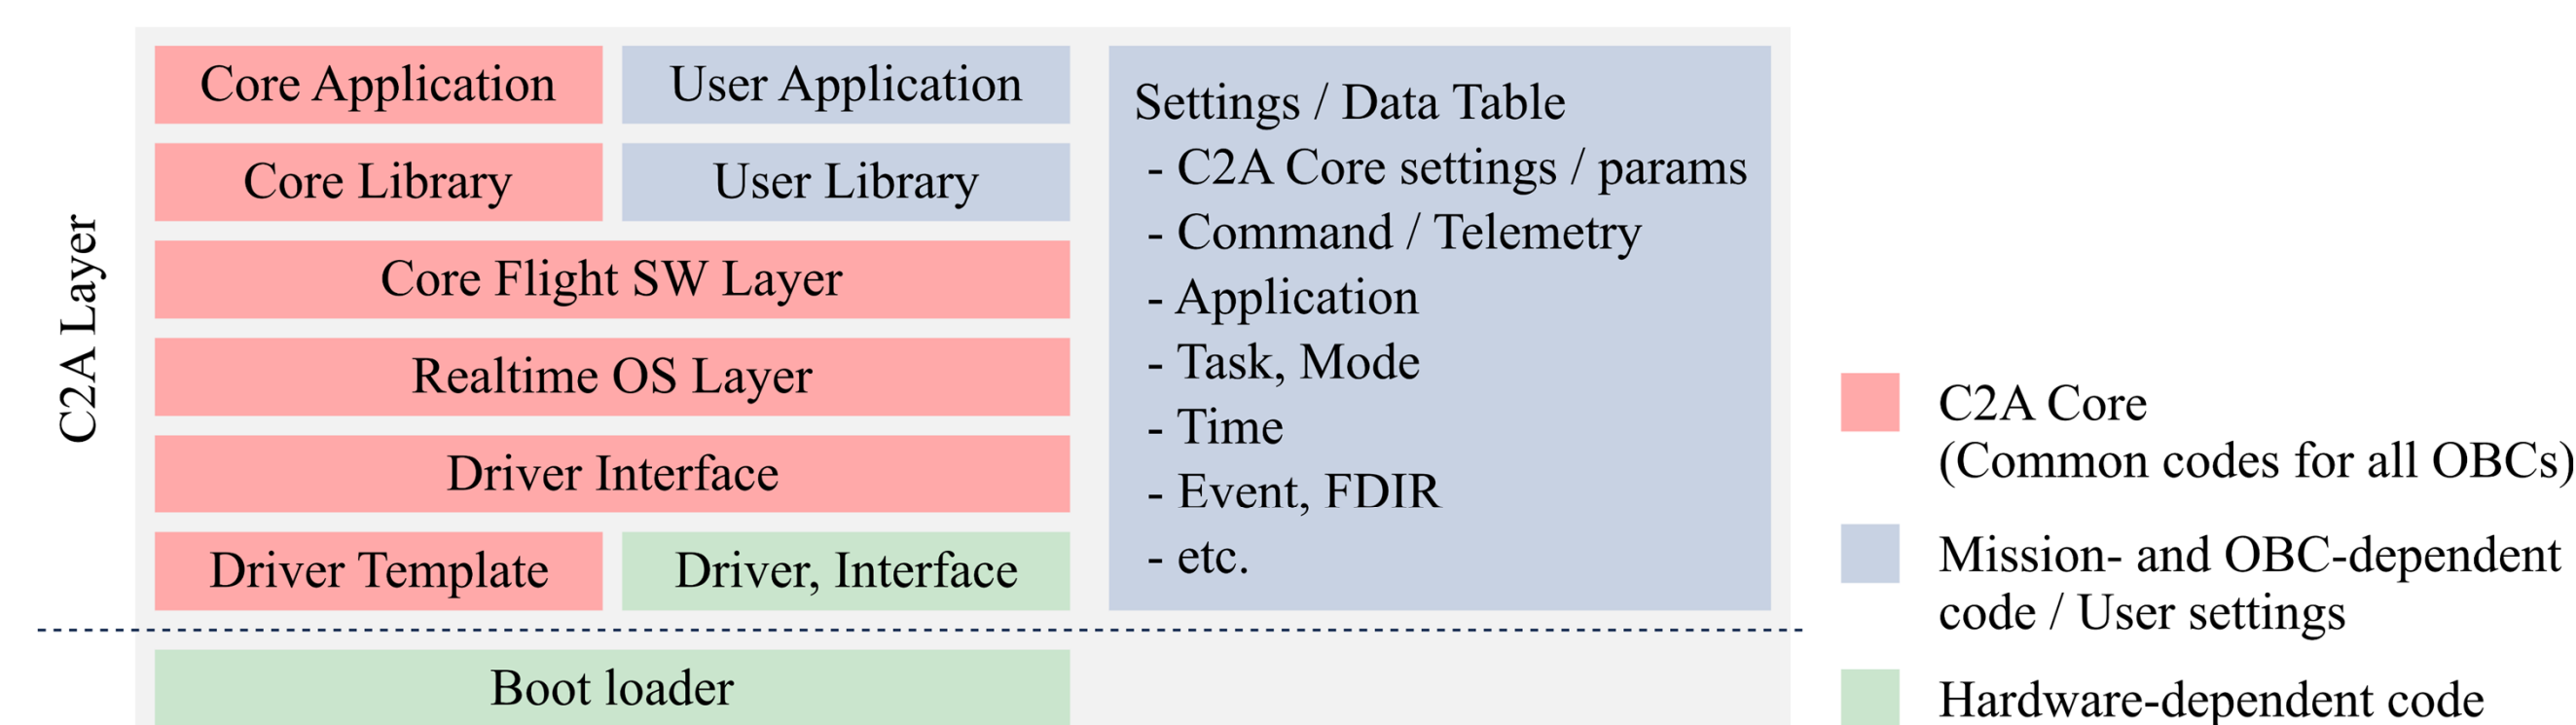 C2A Layer
Core Application
User Application
Core Library
User Library
Core Flight SW Layer
Realtime OS Layer
Driver Interface
Driver Template
Driver, Interface
Boot loader
Settings / Data Table
- C2A Core settings / params
- Command / Telemetry
- Application
- Task, Mode
- Time
- Event, FDIR
- etc.
C2A Core
(Common codes for all OBCs)
Mission- and OBC-dependent
code / User settings
Hardware-dependent code